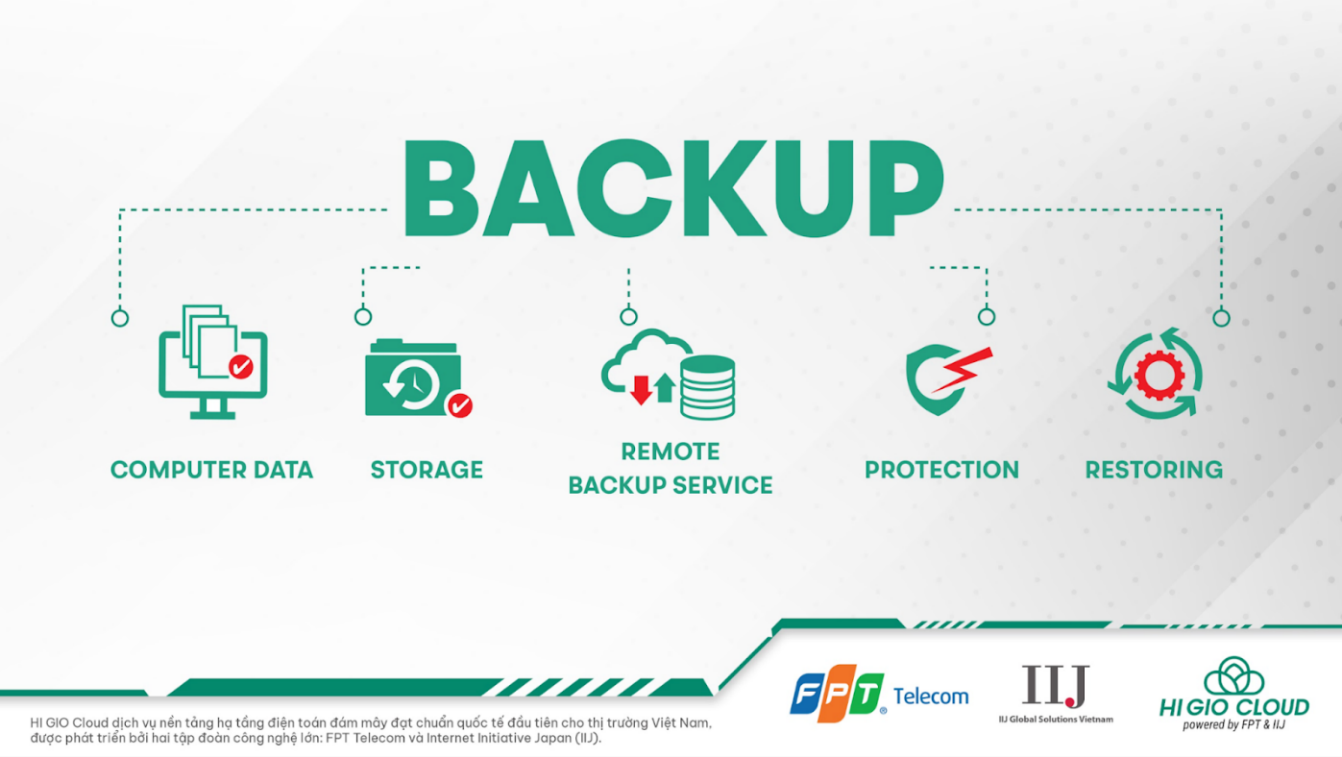 BACKUP
COMPUTER DATA
STORAGE
REMOTE
BACKUP SERVICE
PROTECTION
RESTORING
HI GIO Cloud dịch vụ nền tảng hạ tầng điện toán đám mây đạt chuẩn quốc tế đầu tiên cho thị trường Việt Nam,
được phát triển bởi hai tập đoàn công nghệ lớn: FPT Telecom và Internet Initiative Japan (IIJ).
FPT® Telecom
IIJ
IIJ Global Solutions Vietnam
HI GIO CLOUD
powered by FPT & IIJ